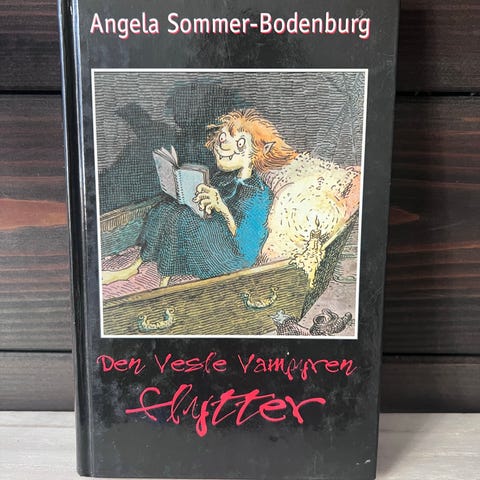 Angela Sommer-Bodenburg
Den Vesle Vampyren
flytter